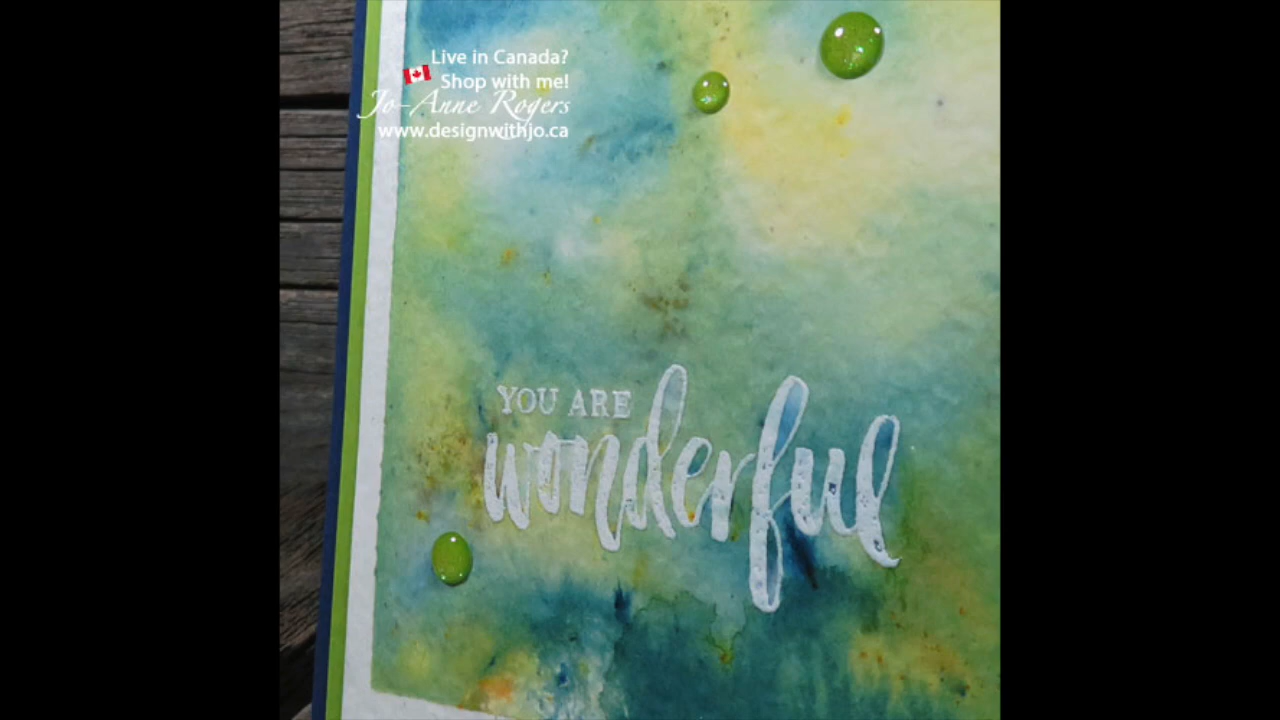 Live in Canada?
Shop with me!
Jo-Anne Rogers
www.designwithjo.ca
YOU ARE
wonderful